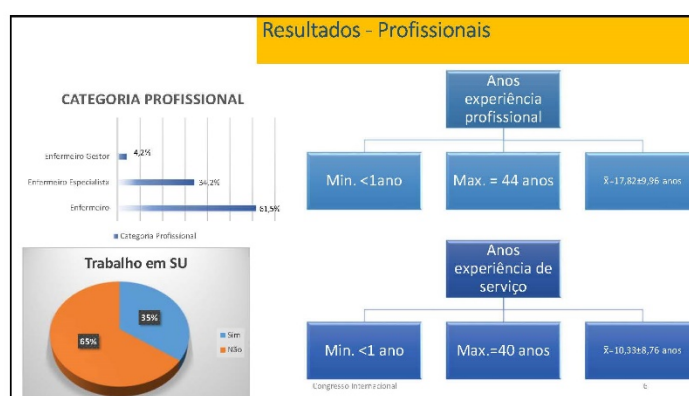 Resultados - Profissionais
CATEGORIA PROFISSIONAL
Enfermeiro Gestor
4,2%
Enfermeiro Especialista
34,2%
Enfermeiro
61,5%
Categoria Profissional
Trabalho em SU
35%
65%
Sim
Não
Anos
experiência
profissional
Min. <1ano
Max. = 44 anos
x̄=17,82±9,96 anos
Anos
experiência de
serviço
Min. <1 ano
Max.=40 anos
x̄=10,33±8,76 anos
Congresso Internacional
6